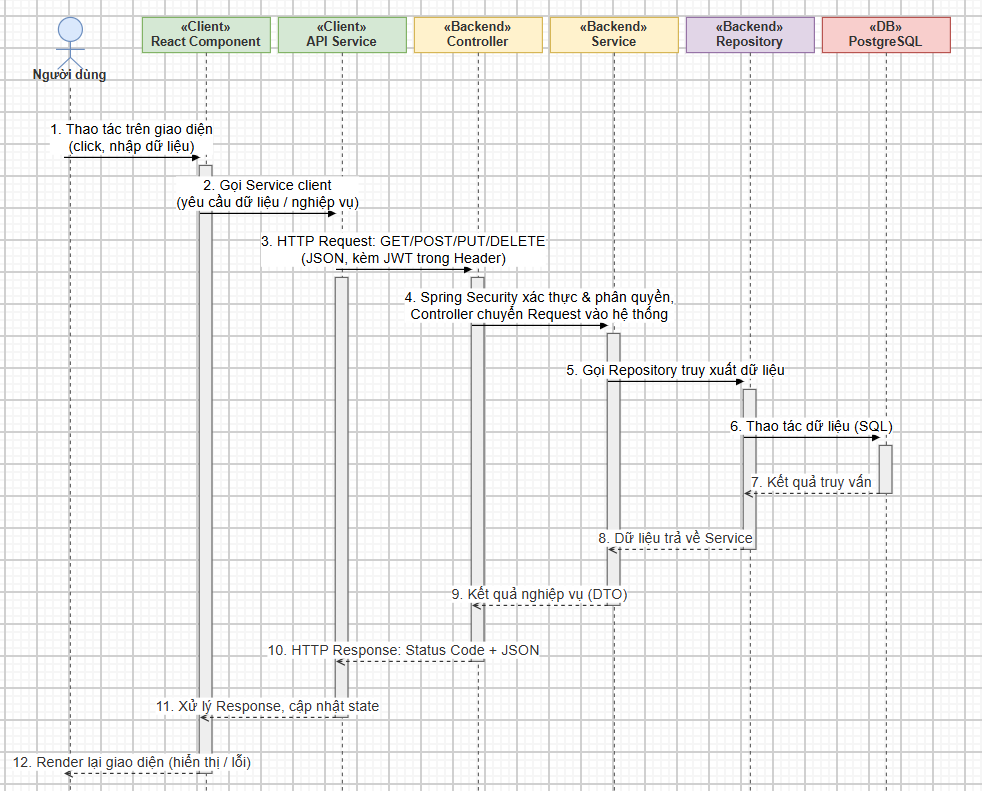 «Client»
React Component
«Client»
API Service
«Backend»
Controller
«Backend»
Service
«Backend»
Repository
«DB»
PostgreSQL
Người dùng
1. Thao tác trên giao diện
(click, nhập dữ liệu)
2. Gọi Service client
(yêu cầu dữ liệu / nghiệp vụ)
3. HTTP Request: GET/POST/PUT/DELETE
(JSON, kèm JWT trong Header)
4. Spring Security xác thực & phân quyền,
Controller chuyển Request vào hệ thống
5. Gọi Repository truy xuất dữ liệu
6. Thao tác dữ liệu (SQL)
7. Kết quả truy vấn
8. Dữ liệu trả về Service
9. Kết quả nghiệp vụ (DTO)
10. HTTP Response: Status Code + JSON
11. Xử lý Response, cập nhật state
12. Render lại giao diện (hiển thị / lỗi)